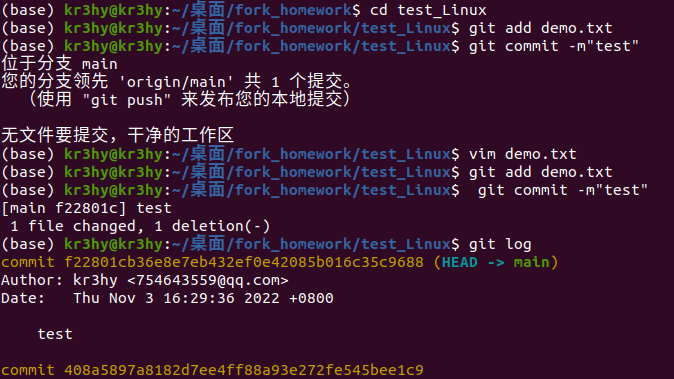 (base) kr3hy@kr3hy:~/桌面/fork_homework$ cd test_Linux
(base) kr3hy@kr3hy:~/桌面/fork_homework/test_Linux$ git add demo.txt
(base) kr3hy@kr3hy:~/桌面/fork_homework/test_Linux$ git commit -m"test"
位于分支 main
您的分支领先 'origin/main' 共 1 个提交。
  （使用 "git push" 来发布您的本地提交）
无文件要提交，干净的工作区
(base) kr3hy@kr3hy:~/桌面/fork_homework/test_Linux$ vim demo.txt
(base) kr3hy@kr3hy:~/桌面/fork_homework/test_Linux$ git add demo.txt
(base) kr3hy@kr3hy:~/桌面/fork_homework/test_Linux$  git commit -m"test"
[main f22801c] test
 1 file changed, 1 deletion(-)
(base) kr3hy@kr3hy:~/桌面/fork_homework/test_Linux$ git log
commit f22801cb36e8e7eb432ef0e42085b016c35c9688 (HEAD -> main)
Author: kr3hy <754643559@qq.com>
Date:   Thu Nov 3 16:29:36 2022 +0800
    test
commit 408a5897a8182d7ee4ff88a93e272fe545bee1c9